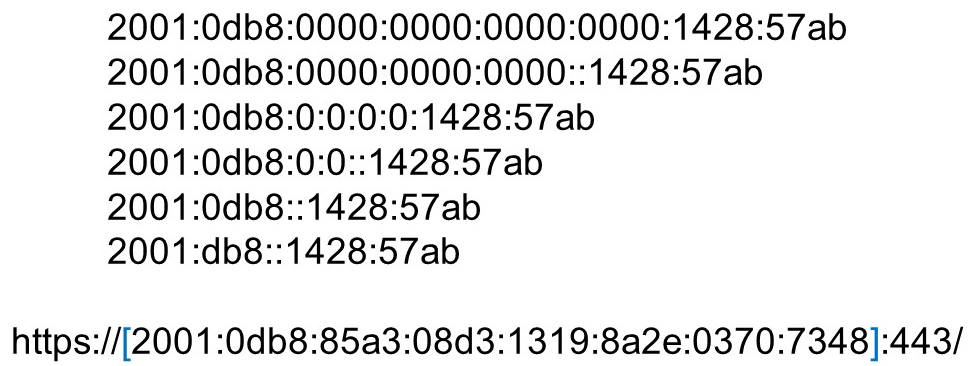 2001:0db8:0000:0000:0000:0000:1428:57ab
2001:0db8:0000:0000:0000::1428:57ab
2001:0db8:0:0:0:0:1428:57ab
2001:0db8:0:0::1428:57ab
2001:0db8::1428:57ab
2001:db8::1428:57ab
https://[2001:0db8:85a3:08d3:1319:8a2e:0370:7348]:443/